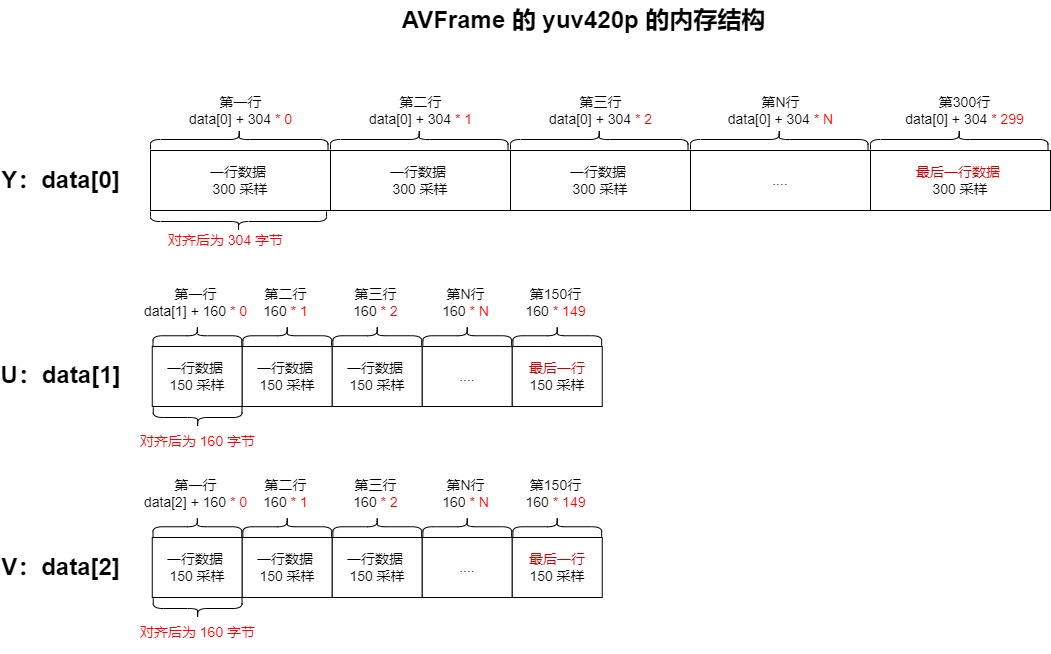 AVFrame 的 yuv420p 的内存结构
第一行 第二行 第三行 第N行 第300行
data[0] + 304 * 0 data[0] + 304 * 1 data[0] + 304 * 2 data[0] + 304 * N data[0] + 304 * 299
Y：data[0]
一行数据 一行数据 一行数据 .... 最后一行数据
300 采样 300 采样 300 采样 300 采样
对齐后为 304 字节
第一行 第二行 第三行 第N行 第150行
data[1] + 160 * 0 160 * 1 160 * 2 160 * N 160 * 149
U：data[1]
一行数据 一行数据 一行数据 .... 最后一行
150 采样 150 采样 150 采样 150 采样
对齐后为 160 字节
第一行 第二行 第三行 第N行 第150行
data[2] + 160 * 0 160 * 1 160 * 2 160 * N 160 * 149
V：data[2]
一行数据 一行数据 一行数据 .... 最后一行
150 采样 150 采样 150 采样 150 采样
对齐后为 160 字节